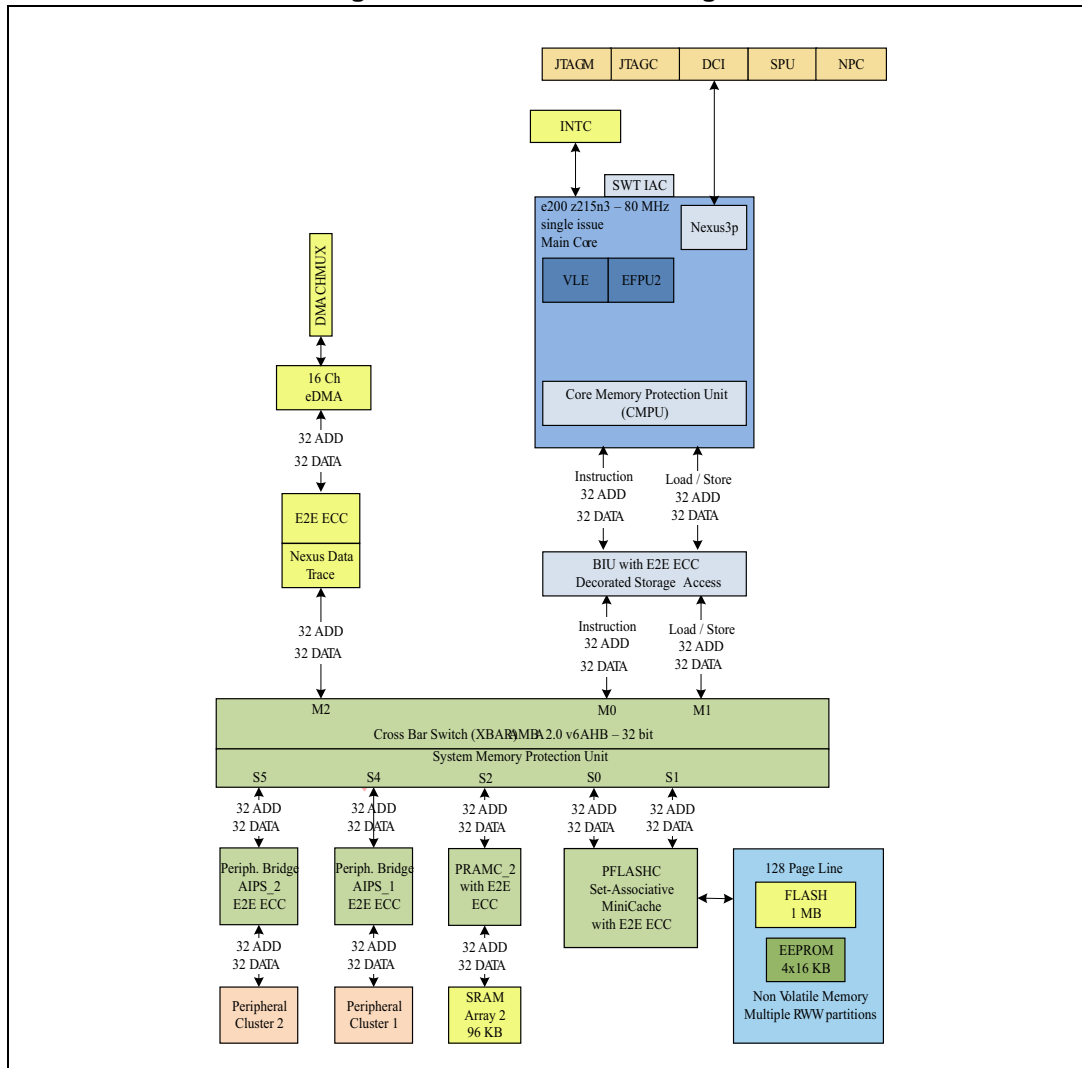 JTAGM JTAGC DCI SPU NPC
INTC
SWT IAC
e200 z215n3 – 80 MHz
single issue
Main Core
Nexus3p
VLE EFPU2
DMACHMUX
16 Ch
eDMA
Core Memory Protection Unit
(CMPU)
32 ADD
32 DATA
Instruction
32 ADD
32 DATA
Load / Store
32 ADD
32 DATA
E2E ECC
Nexus Data
Trace
BIU with E2E ECC
Decorated Storage Access
32 ADD
32 DATA
Instruction
32 ADD
32 DATA
Load / Store
32 ADD
32 DATA
M2 M0 M1
Cross Bar Switch (XBAR) AMBA 2.0 v6 AHB – 32 bit
System Memory Protection Unit
S5 S4 S2 S0 S1
32 ADD
32 DATA
32 ADD
32 DATA
32 ADD
32 DATA
32 ADD
32 DATA
32 ADD
32 DATA
Periph. Bridge
AIPS_2
E2E ECC
Periph. Bridge
AIPS_1
E2E ECC
PRAMC_2
with E2E
ECC
PFLASHC
Set-Associative
MiniCache
with E2E ECC
128 Page Line
FLASH
1 MB
EEPROM
4x16 KB
Non Volatile Memory
Multiple RWW partitions
32 ADD
32 DATA
32 ADD
32 DATA
32 ADD
32 DATA
Peripheral
Cluster 2
Peripheral
Cluster 1
SRAM
Array 2
96 KB